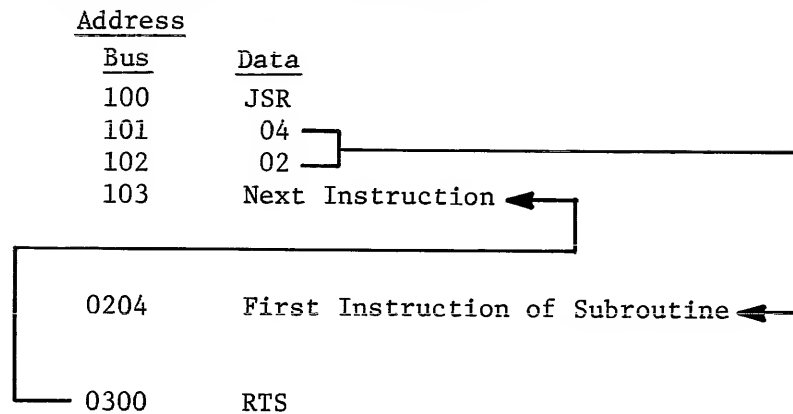 Address
Bus Data
100 JSR
101 04
102 02
103 Next Instruction
0204 First Instruction of Subroutine
0300 RTS